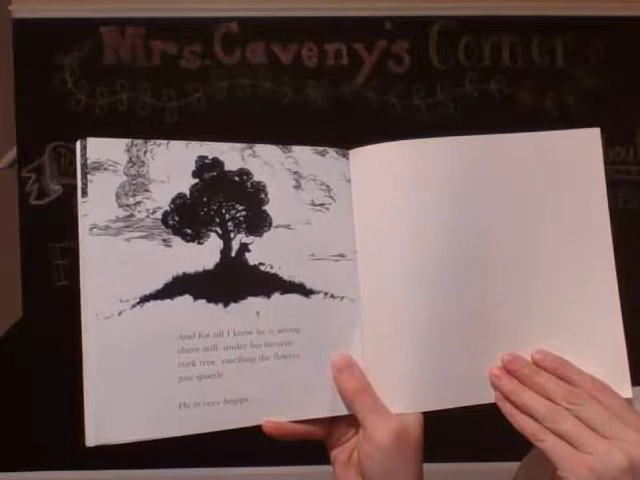 Mrs. Caveny's Corner
And for all I know he is sitting
there still, under his favorite
cork tree, smelling the flowers
just quietly.
He is very happy.